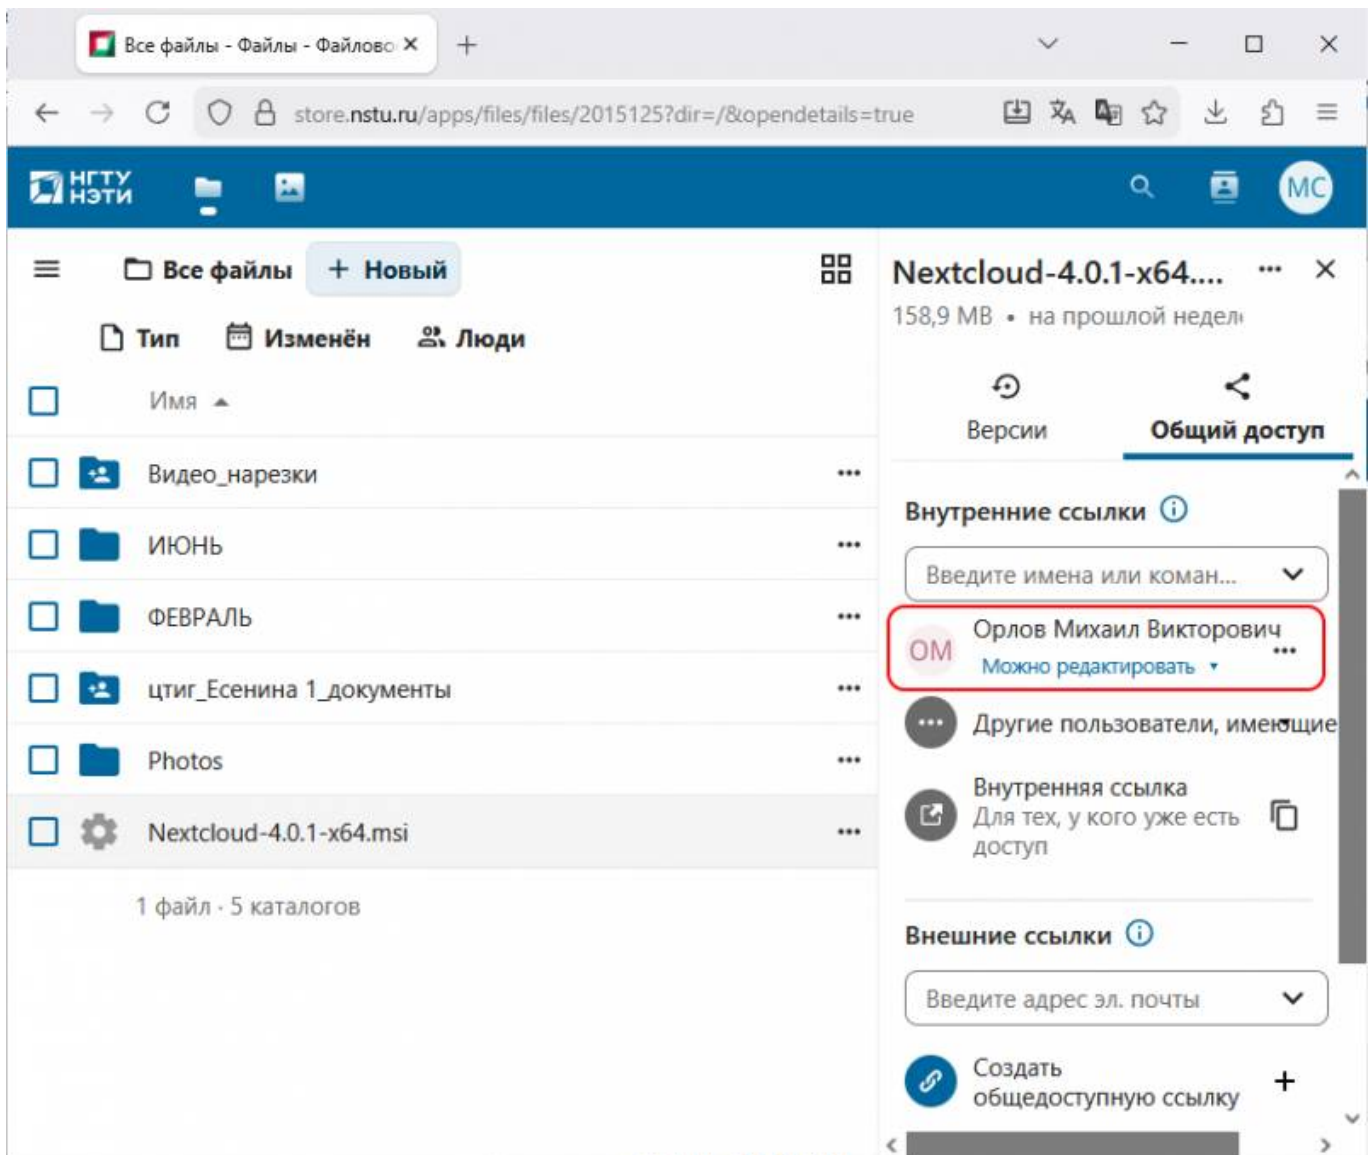 Все файлы - Файлы - Файлово
store.nstu.ru/apps/files/files/2015125?dir=/&opendetails=true
НГТУ
НЭТИ
МС
Все файлы
+ Новый
Тип
Изменён
Люди
Имя
Видео_нарезки
ИЮНЬ
ФЕВРАЛЬ
цтиг_Есенина 1_документы
Photos
Nextcloud-4.0.1-x64.msi
1 файл · 5 каталогов
Nextcloud-4.0.1-x64....
158,9 MB • на прошлой недел
Версии
Общий доступ
Внутренние ссылки
Введите имена или коман...
ОМ
Орлов Михаил Викторович
Можно редактировать
Другие пользователи, имеющие
Внутренняя ссылка
Для тех, у кого уже есть
доступ
Внешние ссылки
Введите адрес эл. почты
Создать
общедоступную ссылку